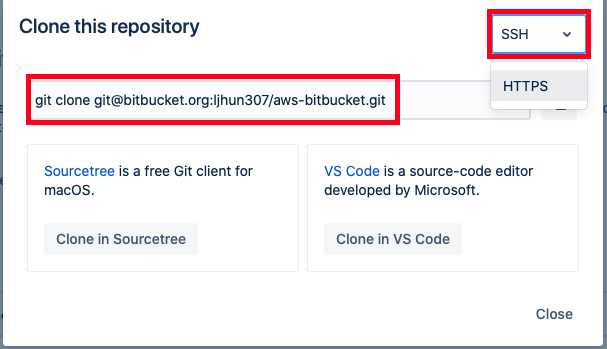 Clone this repository
SSH
HTTPS
git clone git@bitbucket.org:ljhun307/aws-bitbucket.git
Sourcetree is a free Git client for
macOS.
Clone in Sourcetree
VS Code is a source-code editor
developed by Microsoft.
Clone in VS Code
Close